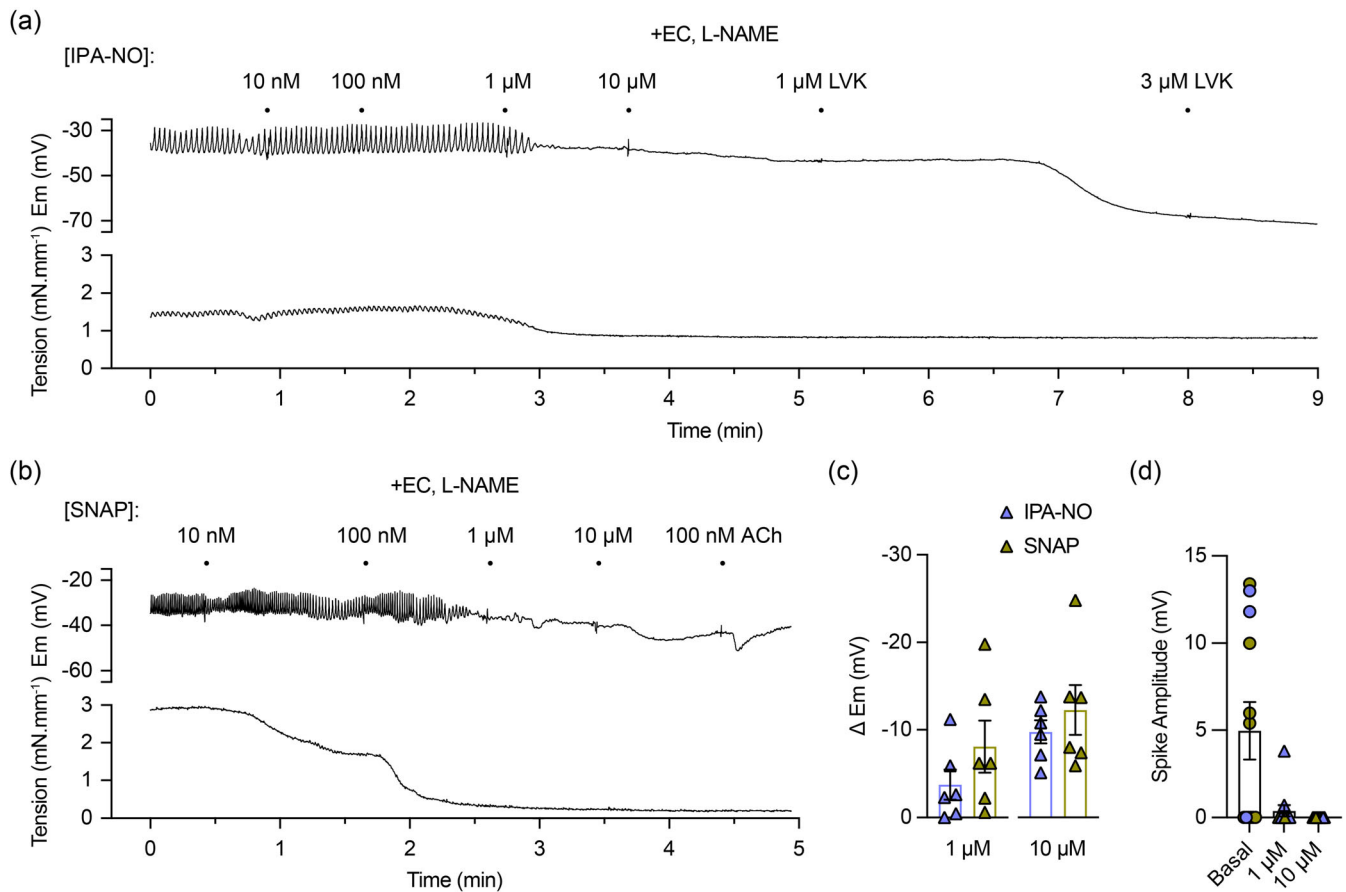 (a)
+EC, L-NAME
[IPA-NO]:
10 nM 100 nM 1 µM 10 µM 1 µM LVK 3 µM LVK
Em (mV)
-30
-50
-70
Tension (mN.mm⁻¹)
3
2
1
0
0 1 2 3 4 5 6 7 8 9
Time (min)
(b)
+EC, L-NAME
[SNAP]:
10 nM 100 nM 1 µM 10 µM 100 nM ACh
Em (mV)
-20
-40
-60
Tension (mN.mm⁻¹)
3
2
1
0
0 1 2 3 4 5
Time (min)
(c)
IPA-NO
SNAP
Δ Em (mV)
-30
-20
-10
0
1 µM 10 µM
(d)
Spike Amplitude (mV)
15
10
5
0
Basal 1 µM 10 µM